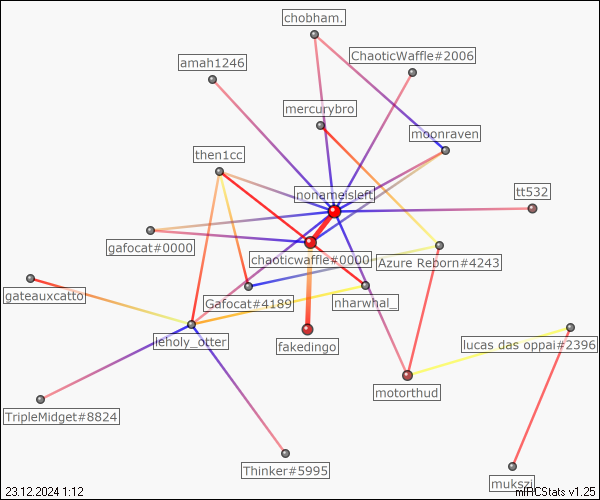 chobham.
ChaoticWaffle#2006
amah1246
mercurybro
moonraven
then1cc
nonameisleft
tt532
gafocat#0000
chaoticwaffle#0000
Azure Reborn#4243
gateauxcatto
Gafocat#4189
nharwhal_
leholy_otter
fakedingo
lucas das oppai#2396
motorthud
TripleMidget#8824
Thinker#5995
mukszi
23.12.2024 1:12
mIRCStats v1.25